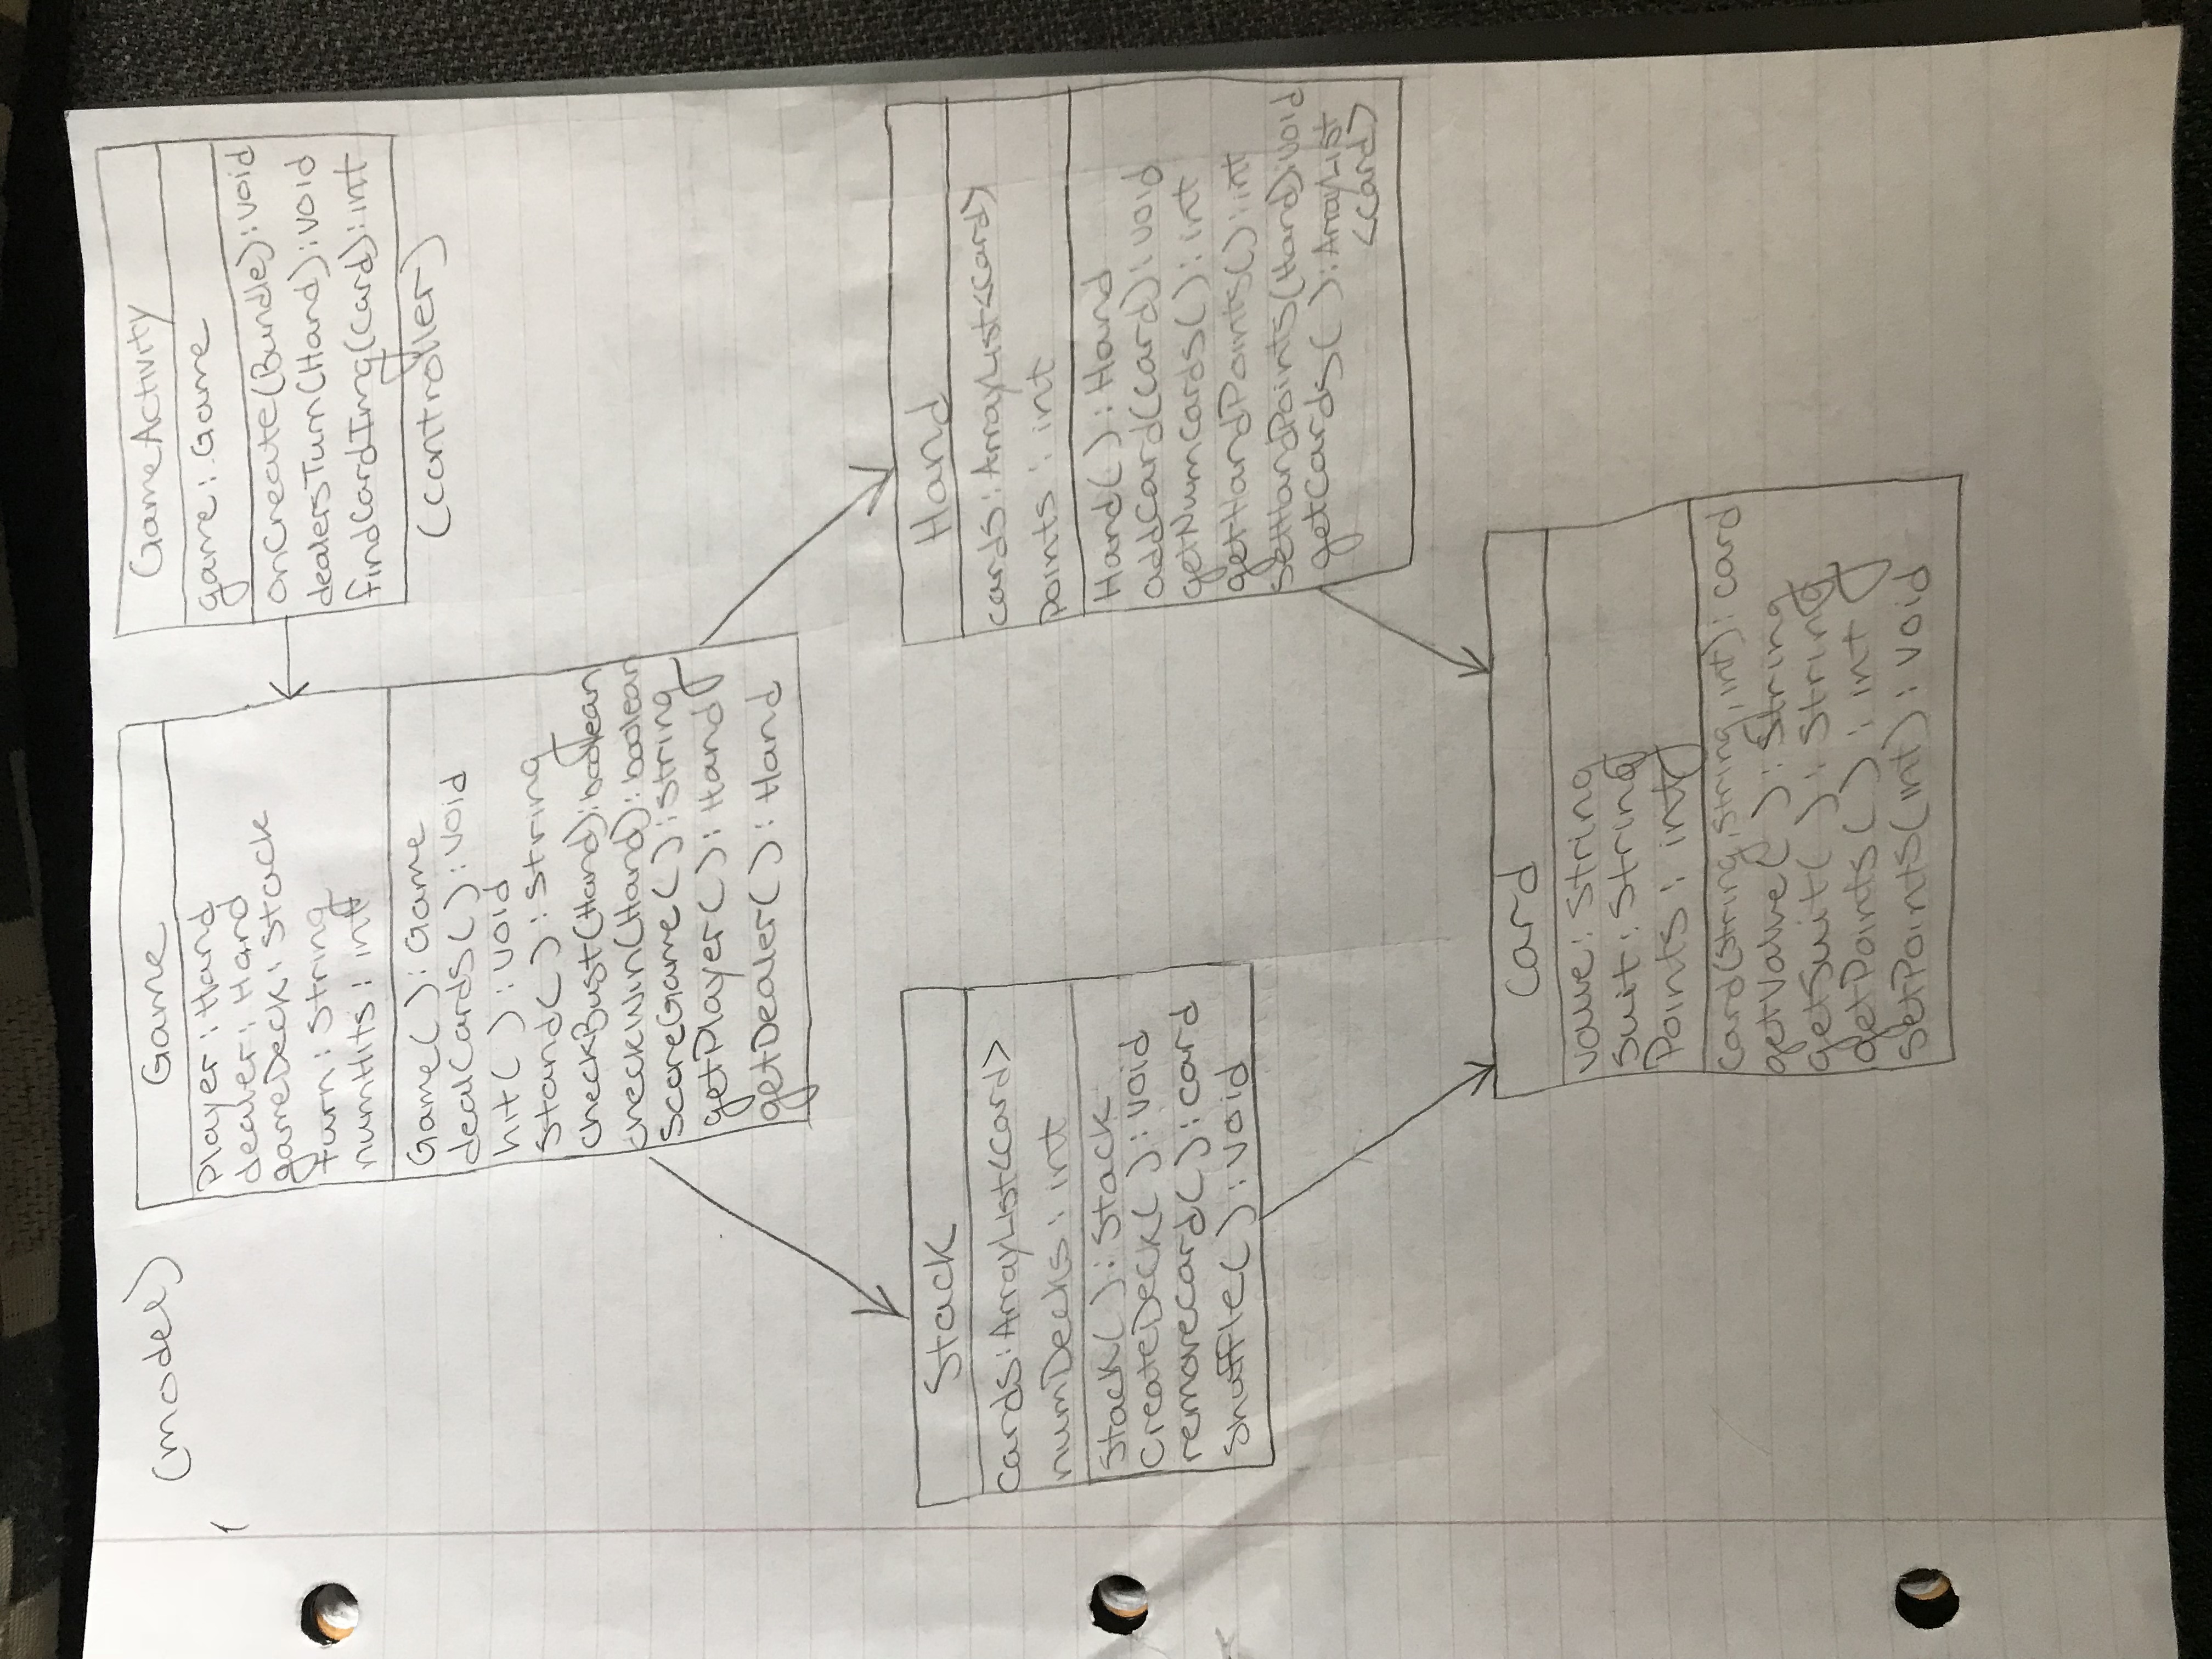 (model)
Game
Player : Hand
dealer : Hand
gameDeck : Stack
turn : String
numHits : int
Game( ) : Game
dealCards( ) : void
hit( ) : void
Stand( ) : String
checkBust(Hand) : boolean
checkWin(Hand) : boolean
ScoreGame( ) : String
getPlayer( ) : Hand
getDealer( ) : Hand
GameActivity
game : Game
onCreate(Bundle) : void
dealersTurn(Hand) : void
findCardImg(Card) : int
(controller)
Stack
cards : ArrayList<Card>
numDecks : int
Stack( ) : Stack
CreateDeck( ) : void
removeCard( ) : Card
Shuffle( ) : void
Hand
cards : ArrayList<Card>
points : int
Hand( ) : Hand
addCard(Card) : void
getNumCards( ) : int
getHandPoints( ) : int
setHandPoints(Hand) : void
getCards( ) : ArrayList
<Card>
Card
value : String
Suit : String
Points : int
Card(String, String, int) : Card
getValue( ) : String
getSuit( ) : String
getPoints( ) : int
setPoints(int) : void